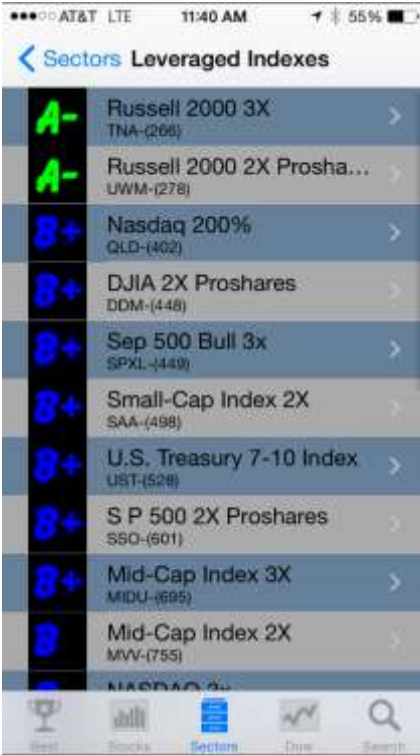 AT&T LTE 11:40 AM 55%
Sectors Leveraged Indexes
A- Russell 2000 3X
TNA-(266)
A- Russell 2000 2X Prosha...
UWM-(278)
B+ Nasdaq 200%
QLD-(402)
B+ DJIA 2X Proshares
DDM-(448)
B+ Sep 500 Bull 3x
SPXL-(449)
B+ Small-Cap Index 2X
SAA-(498)
B+ U.S. Treasury 7-10 Index
UST-(528)
B+ S P 500 2X Proshares
SSO-(601)
B+ Mid-Cap Index 3X
MIDU-(695)
B Mid-Cap Index 2X
MVV-(755)
NASDAQ 3x
Best Stocks Sectors Dow Search